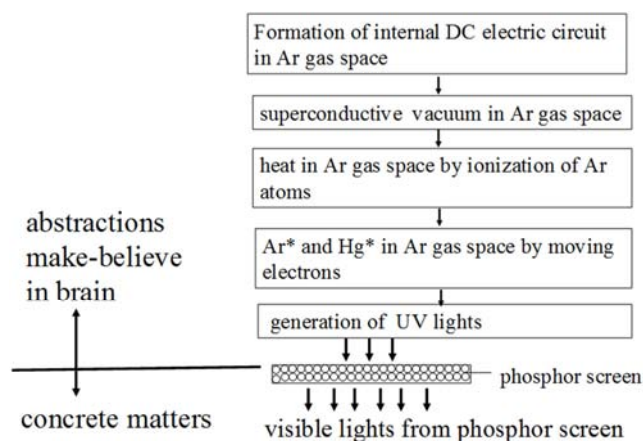 Formation of internal DC electric circuit
in Ar gas space
superconductive vacuum in Ar gas space
heat in Ar gas space by ionization of Ar
atoms
Ar* and Hg* in Ar gas space by moving
electrons
generation of UV lights
abstractions
make-believe
in brain
phosphor screen
concrete matters
visible lights from phosphor screen